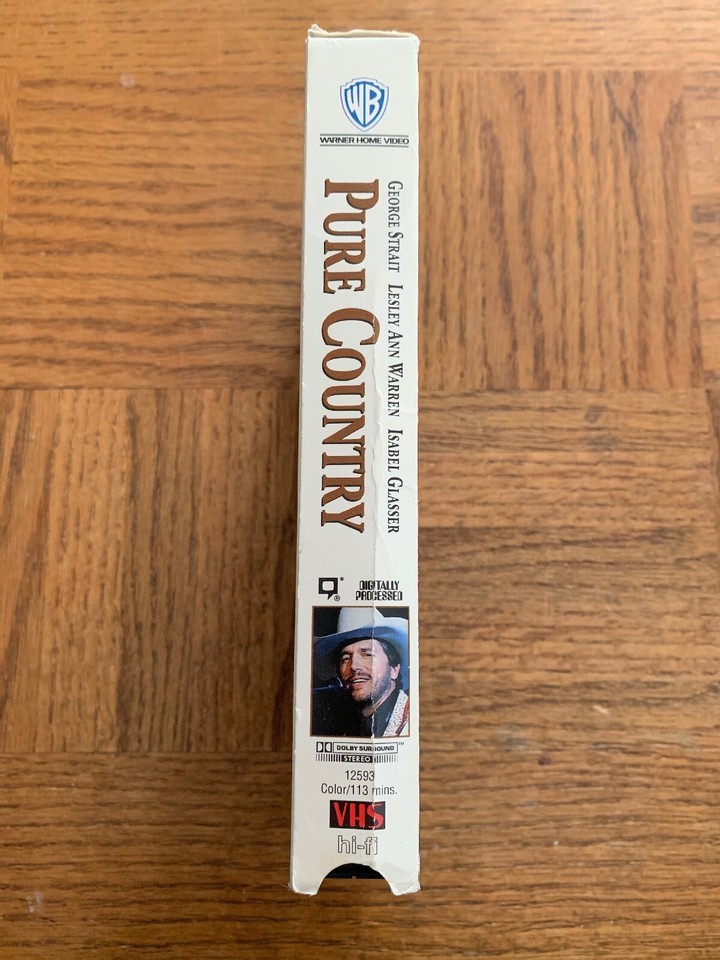 WB
WARNER HOME VIDEO
GEORGE STRAIT LESLEY ANN WARREN ISABEL GLASSER
PURE COUNTRY
DIGITALLY
PROCESSED
DOLBY SURROUND
STEREO
12593
Color/113 mins.
VHS
hi-fi